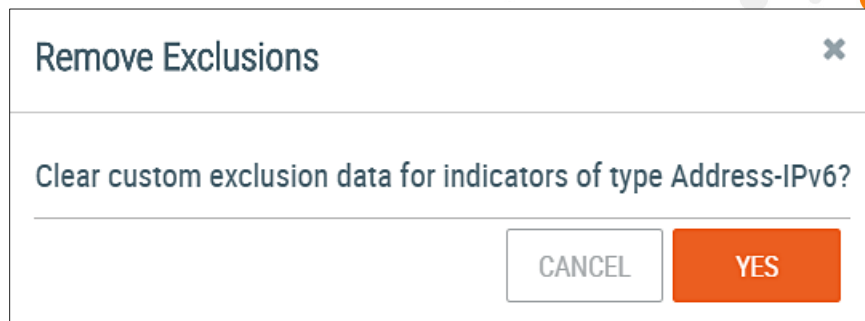 Remove Exclusions
Clear custom exclusion data for indicators of type Address-IPv6?
CANCEL
YES